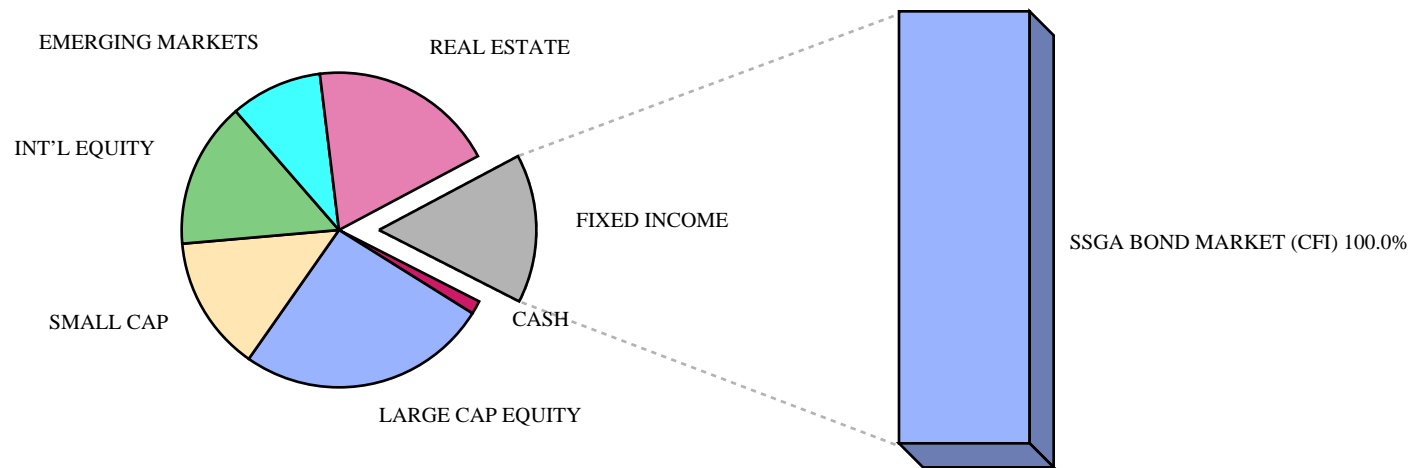 EMERGING MARKETS
REAL ESTATE
INT'L EQUITY
FIXED INCOME
SSGA BOND MARKET (CFI) 100.0%
SMALL CAP
CASH
LARGE CAP EQUITY